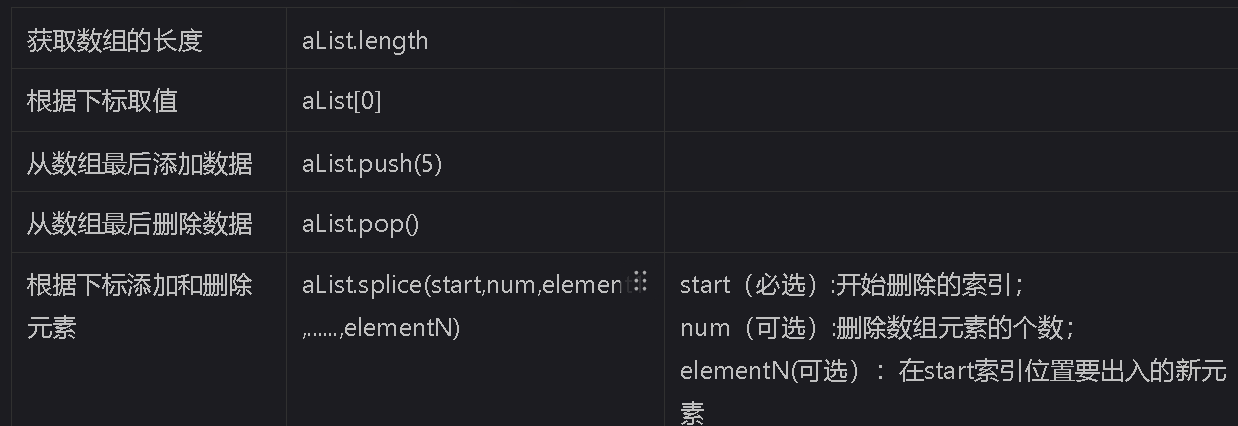 获取数组的长度 aList.length
根据下标取值 aList[0]
从数组最后添加数据 aList.push(5)
从数组最后删除数据 aList.pop()
根据下标添加和删除
元素
aList.splice(start,num,element
,......,elementN)
start（必选）:开始删除的索引；
num（可选）:删除数组元素的个数；
elementN(可选）：在start索引位置要出入的新元
素